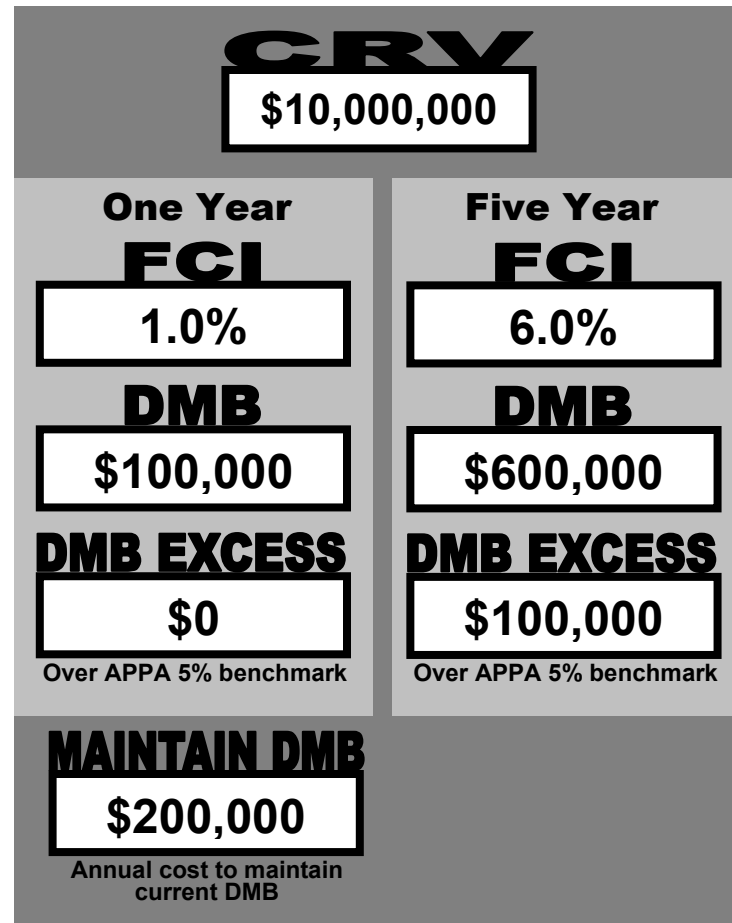 CRV
$10,000,000
One Year
FCI
1.0%
DMB
$100,000
DMB EXCESS
$0
Over APPA 5% benchmark
Five Year
FCI
6.0%
DMB
$600,000
DMB EXCESS
$100,000
Over APPA 5% benchmark
MAINTAIN DMB
$200,000
Annual cost to maintain
current DMB